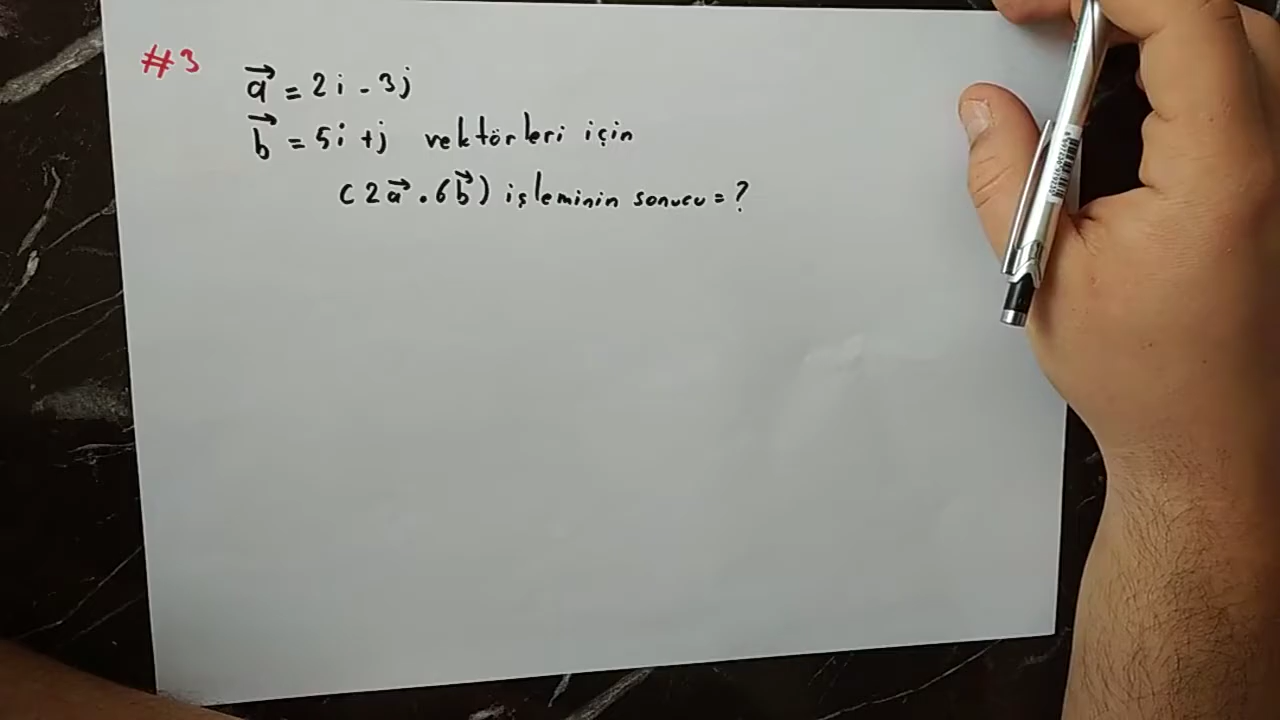 #3
a⃗ = 2i - 3j
b⃗ = 5i + j vektörleri için
(2a⃗ . 6b⃗) işleminin sonucu = ?